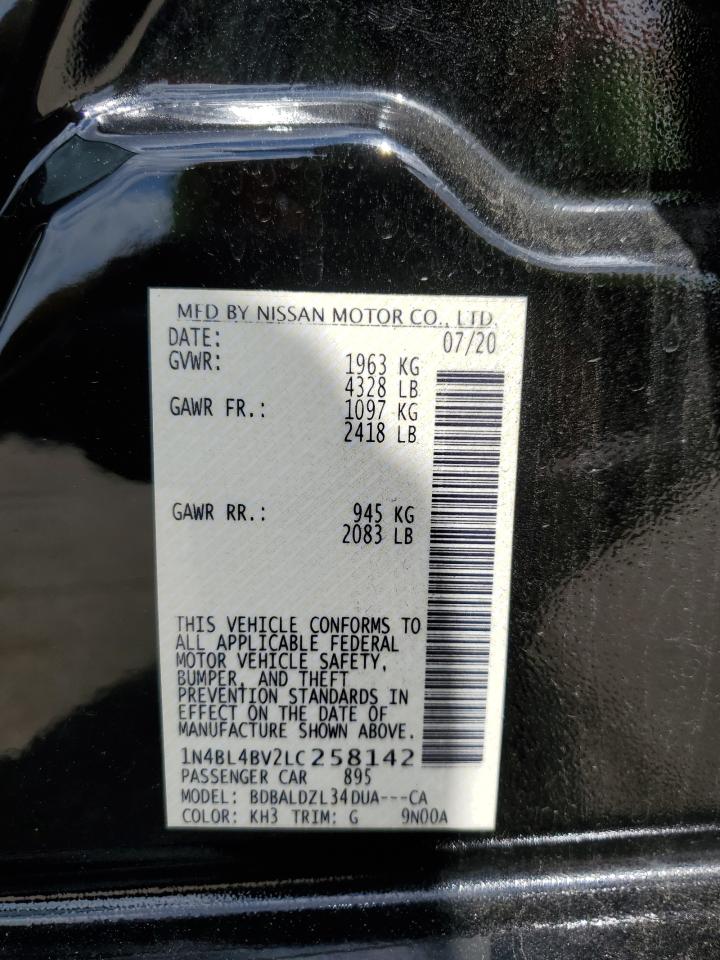 MFD BY NISSAN MOTOR CO., LTD.
DATE: 07/20
GVWR: 1963 KG
4328 LB
GAWR FR.: 1097 KG
2418 LB
GAWR RR.: 945 KG
2083 LB
THIS VEHICLE CONFORMS TO
ALL APPLICABLE FEDERAL
MOTOR VEHICLE SAFETY,
BUMPER, AND THEFT
PREVENTION STANDARDS IN
EFFECT ON THE DATE OF
MANUFACTURE SHOWN ABOVE.
1N4BL4BV2LC258142
PASSENGER CAR 895
MODEL: BDBALDZL34DUA---CA
COLOR: KH3 TRIM: G 9N00A